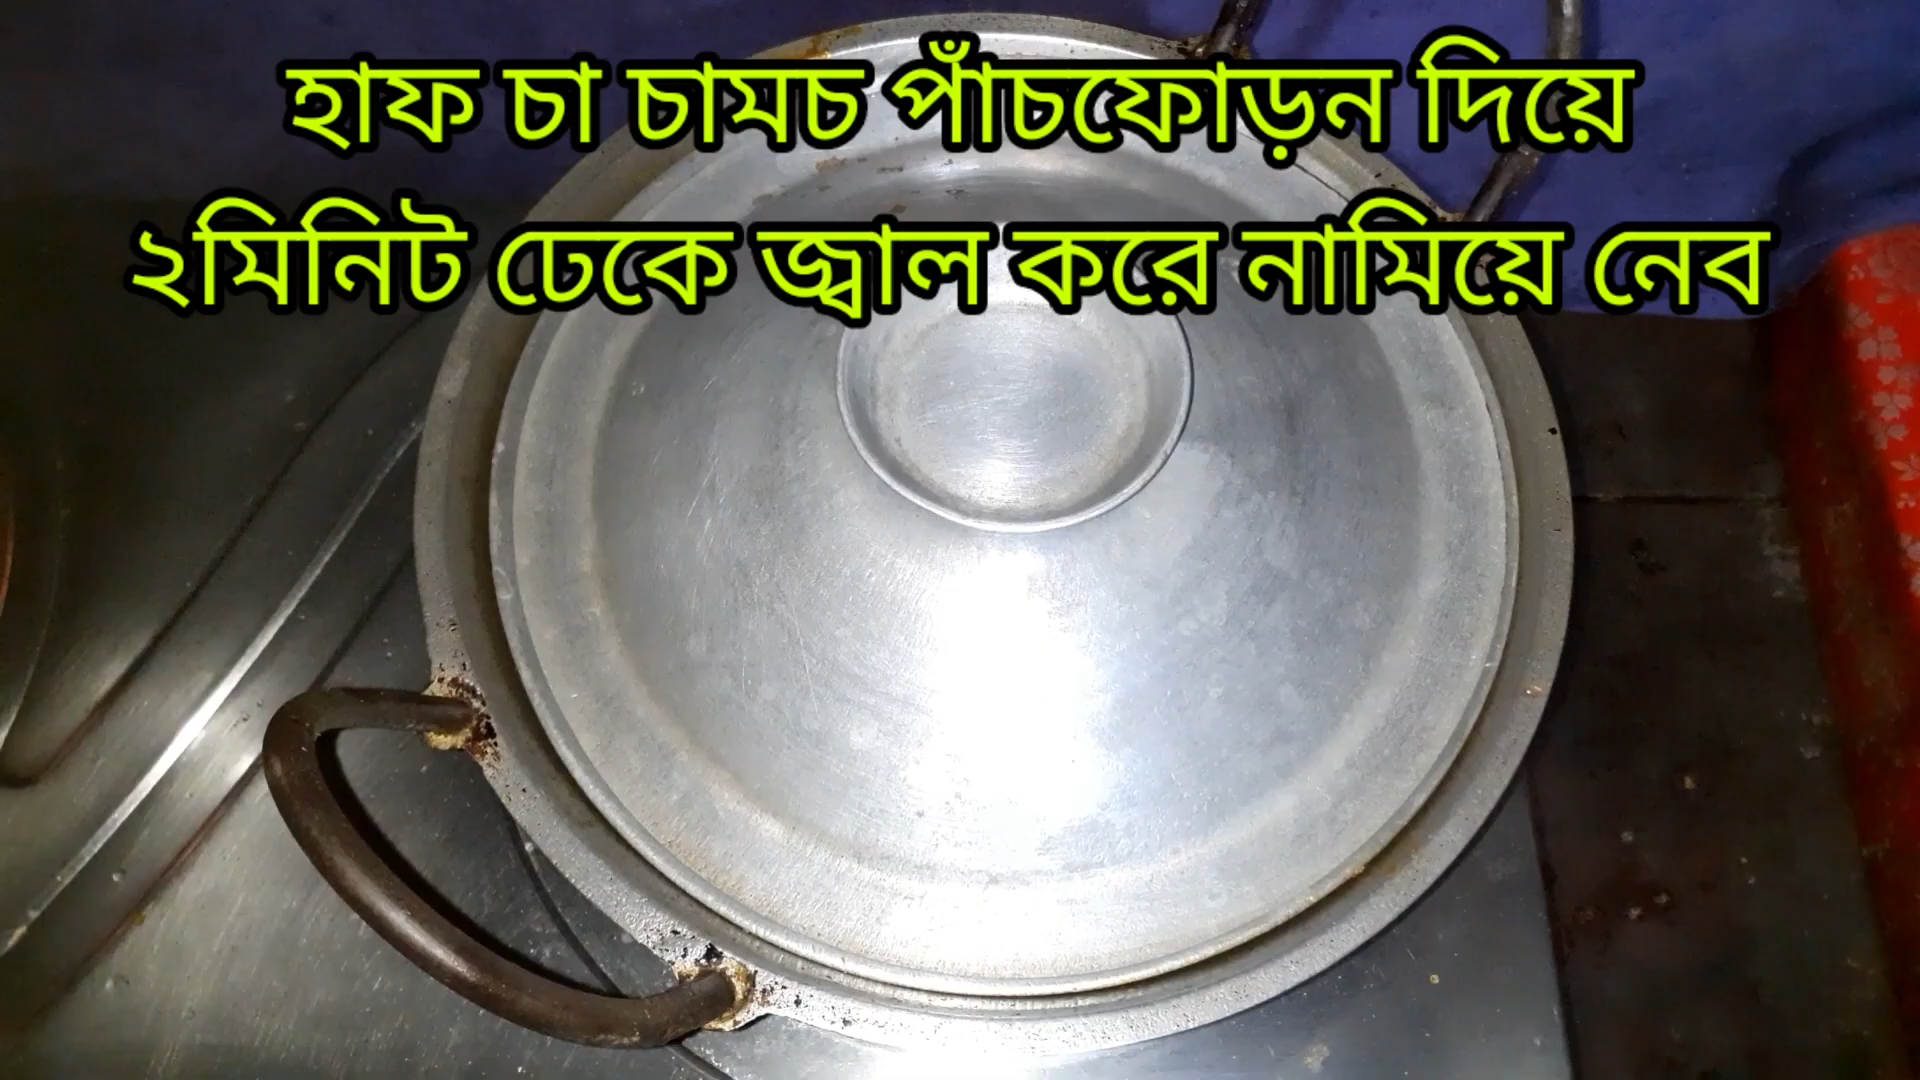 হাফ চা চামচ পাঁচফোড়ন দিয়ে
২মিনিট ঢেকে জ্বাল করে নামিয়ে নেব